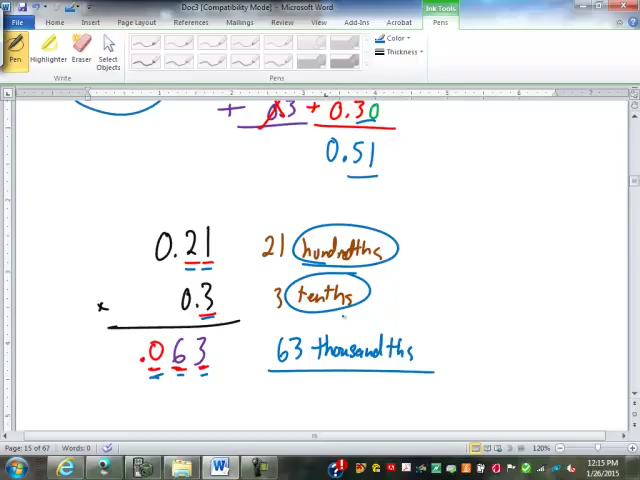 Doc3 [Compatibility Mode] - Microsoft Word
Ink Tools
File Home Insert Page Layout References Mailings Review View Add-Ins Acrobat Pens
Pen Highlighter Eraser Select Objects
Color
Thickness
Write Pens
+ 0.3 + 0.30
0.51
0.21 21 hundredths
x 0.3 3 tenths
.063 63 thousandths
Page: 15 of 67 Words: 0 120%
12:15 PM
1/26/2015